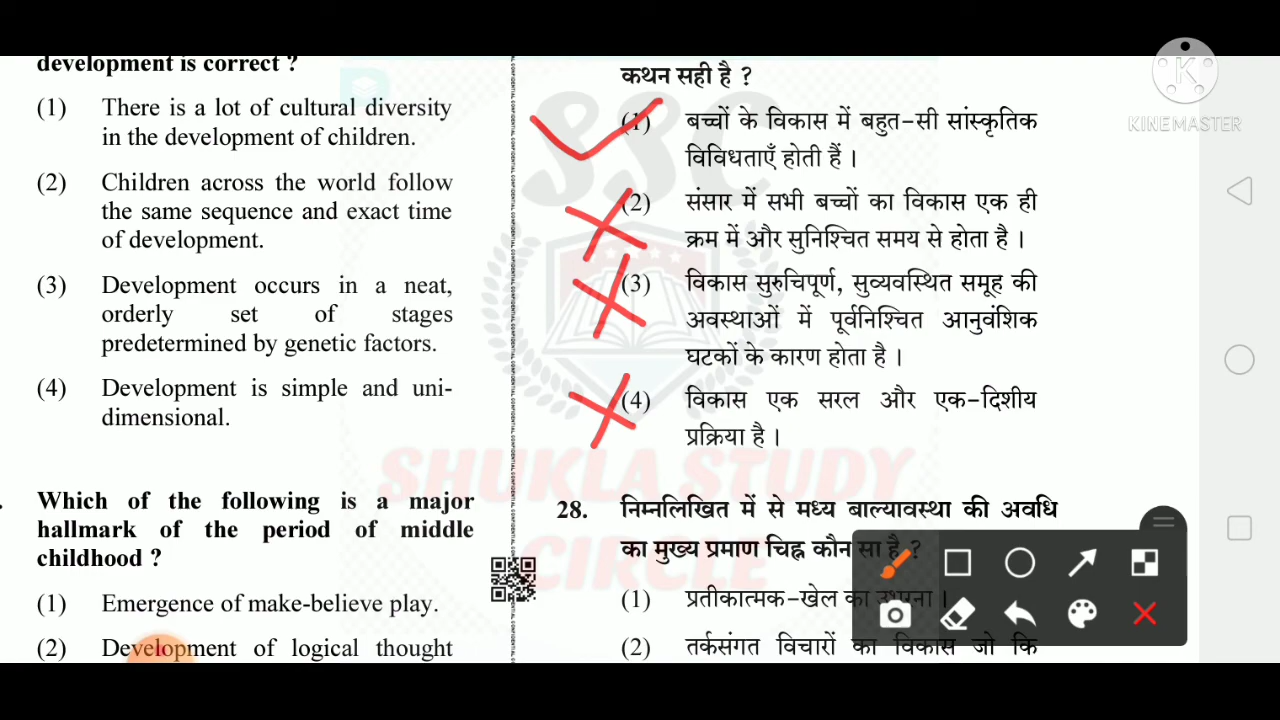 development is correct ?
(1) There is a lot of cultural diversity
in the development of children.
(2) Children across the world follow
the same sequence and exact time
of development.
(3) Development occurs in a neat,
orderly set of stages
predetermined by genetic factors.
(4) Development is simple and uni-
dimensional.
Which of the following is a major
hallmark of the period of middle
childhood ?
(1) Emergence of make-believe play.
(2) Development of logical thought
कथन सही है ?
(1) बच्चों के विकास में बहुत-सी सांस्कृतिक
विविधताएँ होती हैं ।
(2) संसार में सभी बच्चों का विकास एक ही
क्रम में और सुनिश्चित समय से होता है ।
(3) विकास सुरुचिपूर्ण, सुव्यवस्थित समूह की
अवस्थाओं में पूर्वनिश्चित आनुवंशिक
घटकों के कारण होता है ।
(4) विकास एक सरल और एक-दिशीय
प्रक्रिया है ।
28. निम्नलिखित में से मध्य बाल्यावस्था की अवधि
का मुख्य प्रमाण चिह्न कौन सा है ?
(1) प्रतीकात्मक-खेल का उभरना ।
(2) तर्कसंगत विचारों का विकास जो कि
SSC
SHUKLA STUDY
CIRCLE
K
KINEMASTER